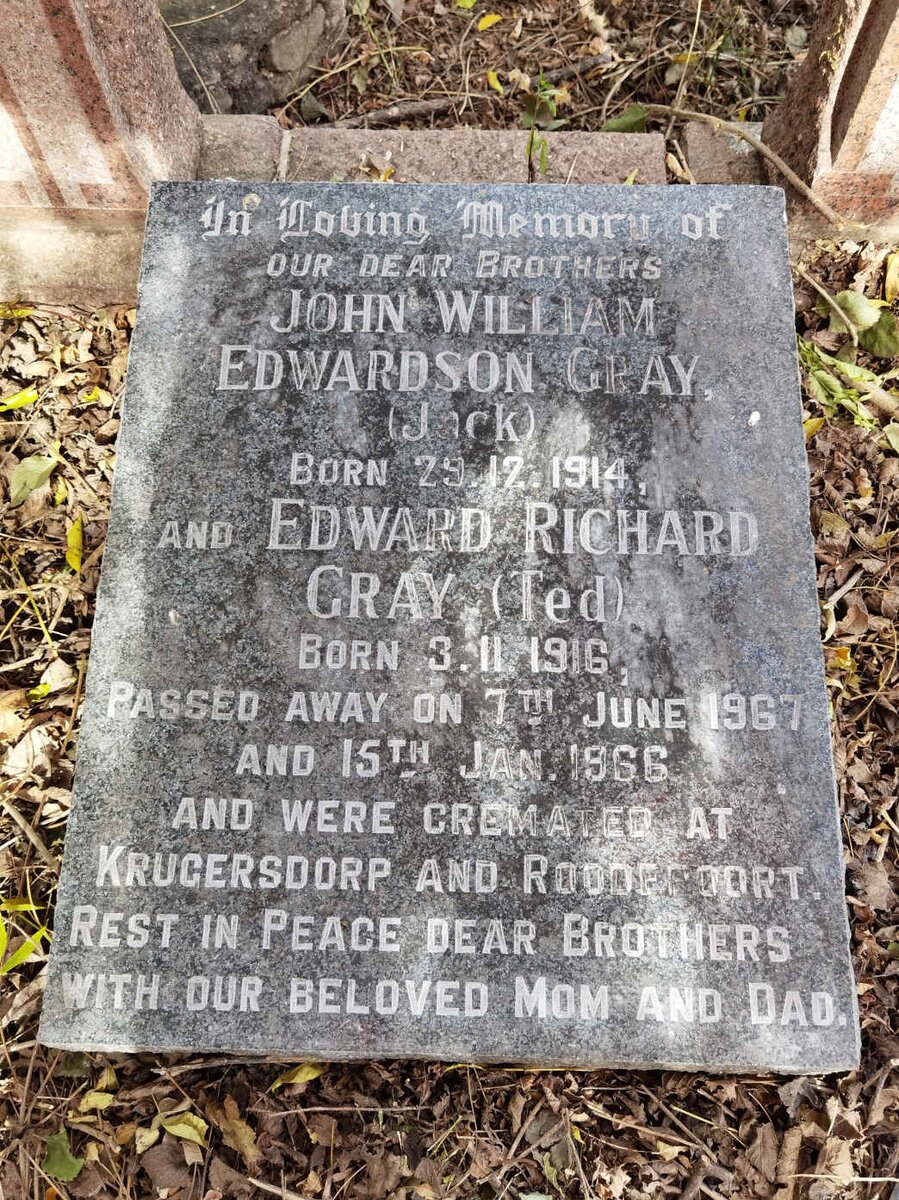 In Loving Memory of
OUR DEAR BROTHERS
JOHN WILLIAM
EDWARDSON GRAY,
(Jack)
BORN 29.12.1914,
AND EDWARD RICHARD
GRAY (Ted)
BORN 3.11.1916,
PASSED AWAY ON 7TH JUNE 1967
AND 15TH JAN. 1966
AND WERE CREMATED AT
KRUGERSDORP AND ROODEPOORT.
REST IN PEACE DEAR BROTHERS
WITH OUR BELOVED MOM AND DAD.